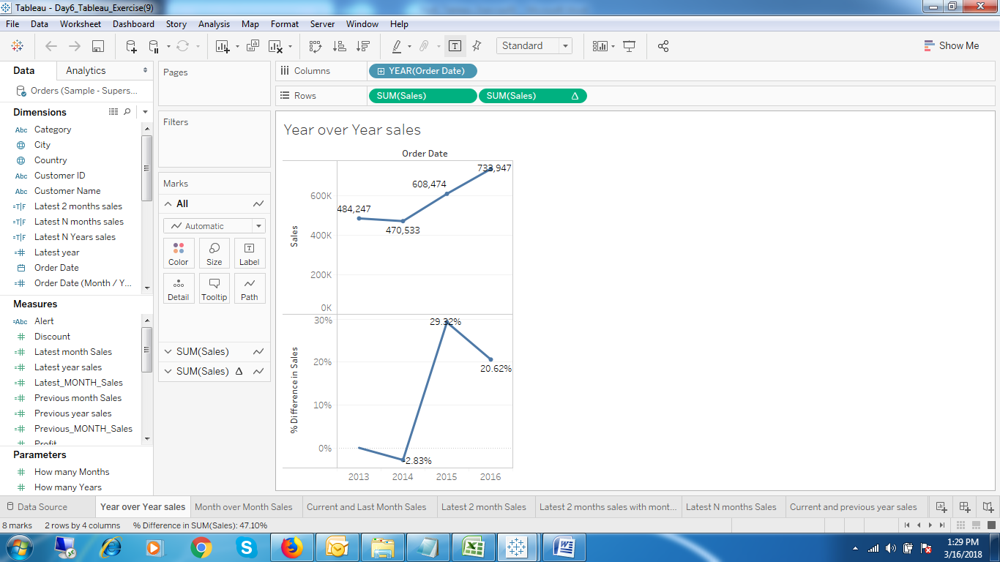 Tableau - Day6_Tableau_Exercise(9)
File Data Worksheet Dashboard Story Analysis Map Format Server Window Help
Standard
Show Me
Data Analytics
Orders (Sample - Supers...
Dimensions
Abc Category
City
Country
Abc Customer ID
Abc Customer Name
=T|F Latest 2 months sales
=T|F Latest N months sales
=T|F Latest N Years sales
=# Latest year
Order Date
=# Order Date (Month / Y...
Measures
=Abc Alert
# Discount
=# Latest month Sales
=# Latest year sales
=# Latest_MONTH_Sales
=# Previous month Sales
=# Previous year sales
=# Previous_MONTH_Sales
# Profit
Parameters
# How many Months
# How many Years
Pages
Filters
Marks
All
Automatic
Color Size Label
Detail Tooltip Path
SUM(Sales)
SUM(Sales) Δ
Columns YEAR(Order Date)
Rows SUM(Sales) SUM(Sales) Δ
Year over Year sales
Order Date
Sales
600K
400K
200K
0K
484,247
470,533
608,474
733,947
% Difference in Sales
30%
20%
10%
0%
-2.83%
29.32%
20.62%
2013 2014 2015 2016
Data Source Year over Year sales Month over Month Sales Current and Last Month Sales Latest 2 month Sales Latest 2 months sales with mont... Latest N months Sales Current and previous year sales
8 marks 2 rows by 4 columns % Difference in SUM(Sales): 47.10%
1:29 PM
3/16/2018